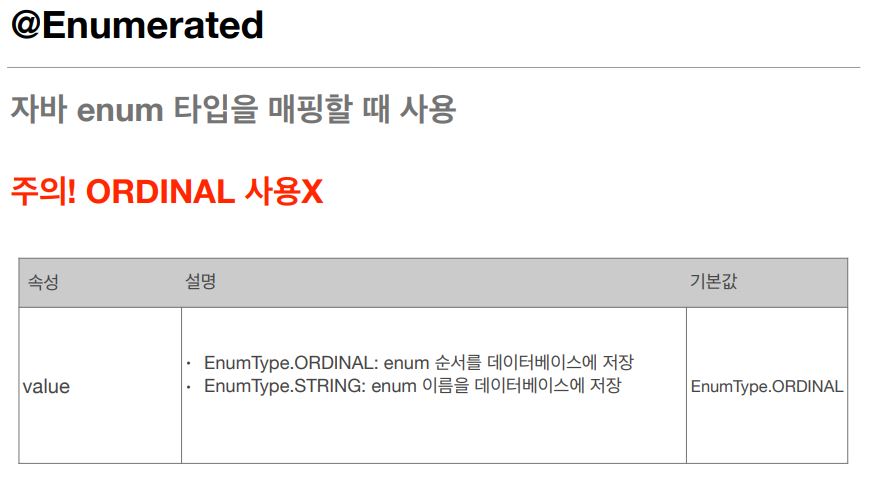 @Enumerated
자바 enum 타입을 매핑할 때 사용
주의! ORDINAL 사용X
속성 설명 기본값
value
• EnumType.ORDINAL: enum 순서를 데이터베이스에 저장
• EnumType.STRING: enum 이름을 데이터베이스에 저장
EnumType.ORDINAL